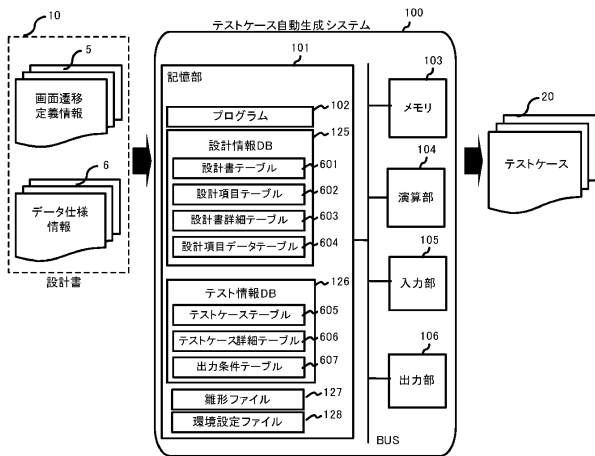 テストケース自動生成システム
100
10
5
画面遷移
定義情報
6
データ仕様
情報
設計書
101
記憶部
プログラム
102
125
設計情報DB
設計書テーブル
601
設計項目テーブル
602
設計書詳細テーブル
603
設計項目データテーブル
604
126
テスト情報DB
テストケーステーブル
605
テストケース詳細テーブル
606
出力条件テーブル
607
雛形ファイル
127
環境設定ファイル
128
103
メモリ
104
演算部
105
入力部
106
出力部
BUS
20
テストケース